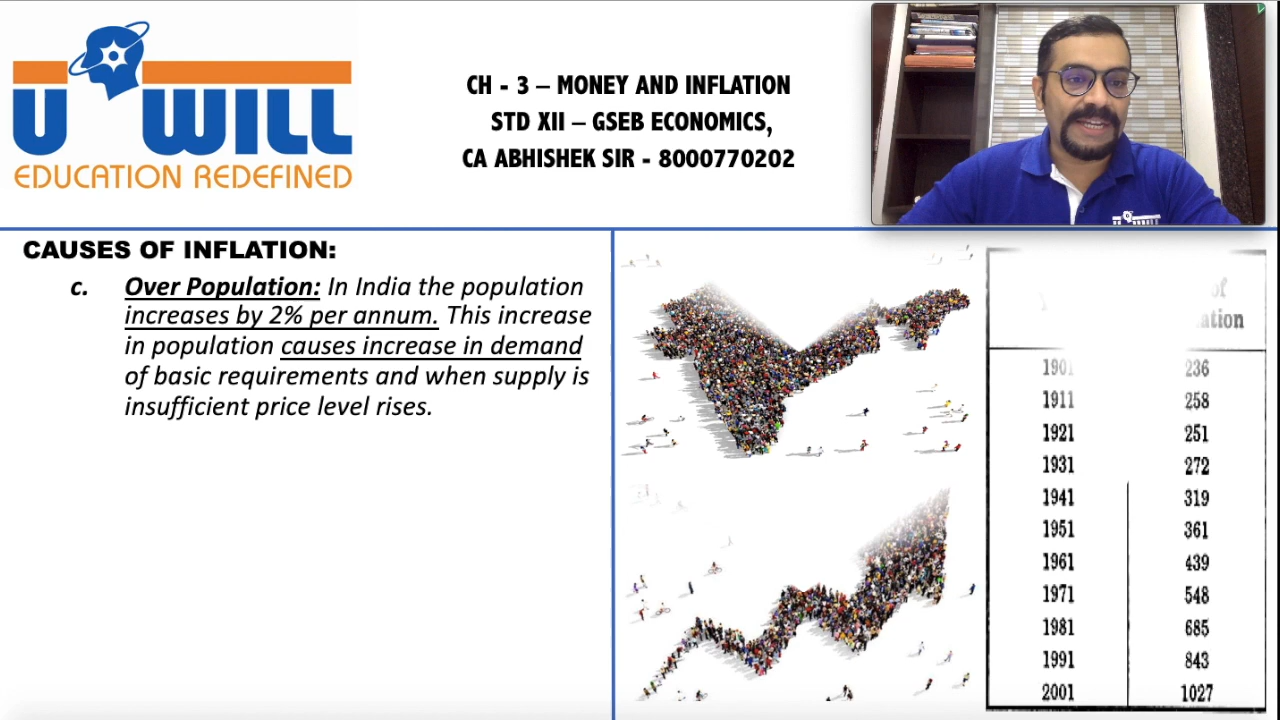 U WILL
EDUCATION REDEFINED
CH - 3 – MONEY AND INFLATION
STD XII – GSEB ECONOMICS,
CA ABHISHEK SIR - 8000770202
CAUSES OF INFLATION:
c. Over Population: In India the population
increases by 2% per annum. This increase
in population causes increase in demand
of basic requirements and when supply is
insufficient price level rises.
of
1901 236
1911 258
1921 251
1931 272
1941 319
1951 361
1961 439
1971 548
1981 685
1991 843
2001 1027